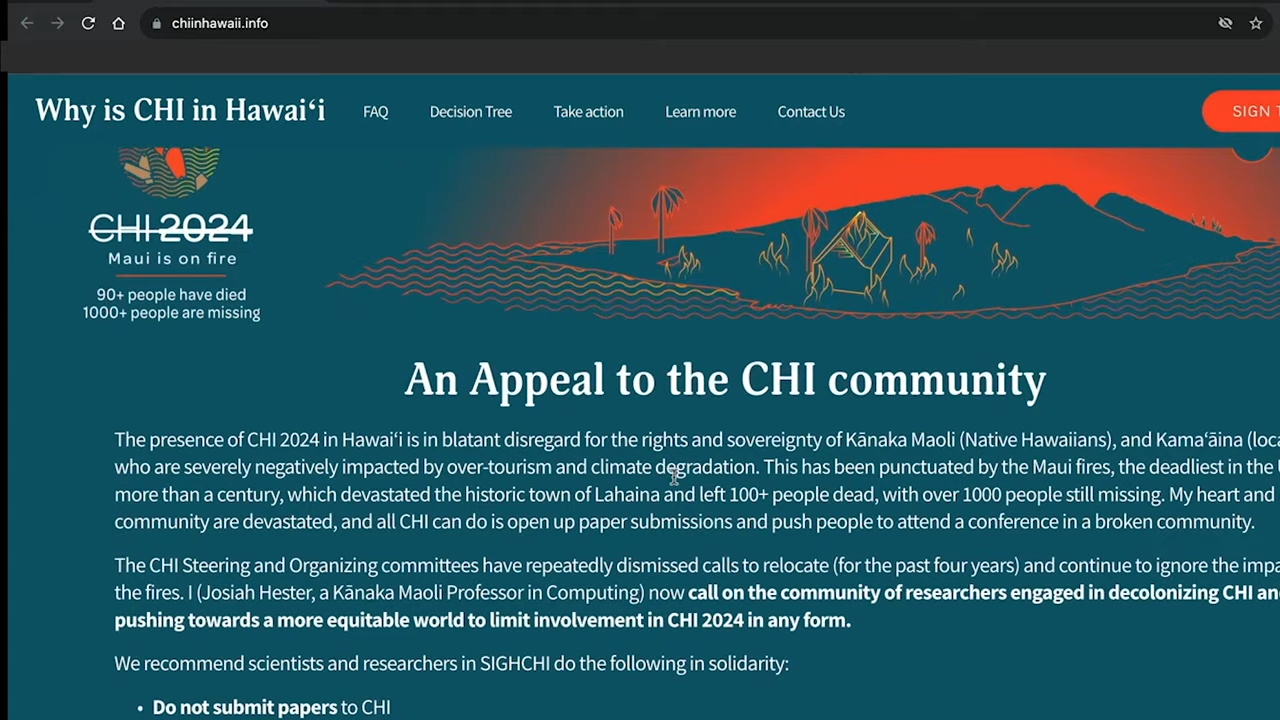 chiinhawaii.info
Why is CHI in Hawaiʻi
FAQ
Decision Tree
Take action
Learn more
Contact Us
SIGN
CHI 2024
Maui is on fire
90+ people have died
1000+ people are missing
An Appeal to the CHI community
The presence of CHI 2024 in Hawaiʻi is in blatant disregard for the rights and sovereignty of Kānaka Maoli (Native Hawaiians), and Kamaʻāina
who are severely negatively impacted by over-tourism and climate degradation. This has been punctuated by the Maui fires, the deadliest in the
more than a century, which devastated the historic town of Lahaina and left 100+ people dead, with over 1000 people still missing. My heart and
community are devastated, and all CHI can do is open up paper submissions and push people to attend a conference in a broken community.
The CHI Steering and Organizing committees have repeatedly dismissed calls to relocate (for the past four years) and continue to ignore the
the fires. I (Josiah Hester, a Kānaka Maoli Professor in Computing) now call on the community of researchers engaged in decolonizing CHI and
pushing towards a more equitable world to limit involvement in CHI 2024 in any form.
We recommend scientists and researchers in SIGHCHI do the following in solidarity:
• Do not submit papers to CHI